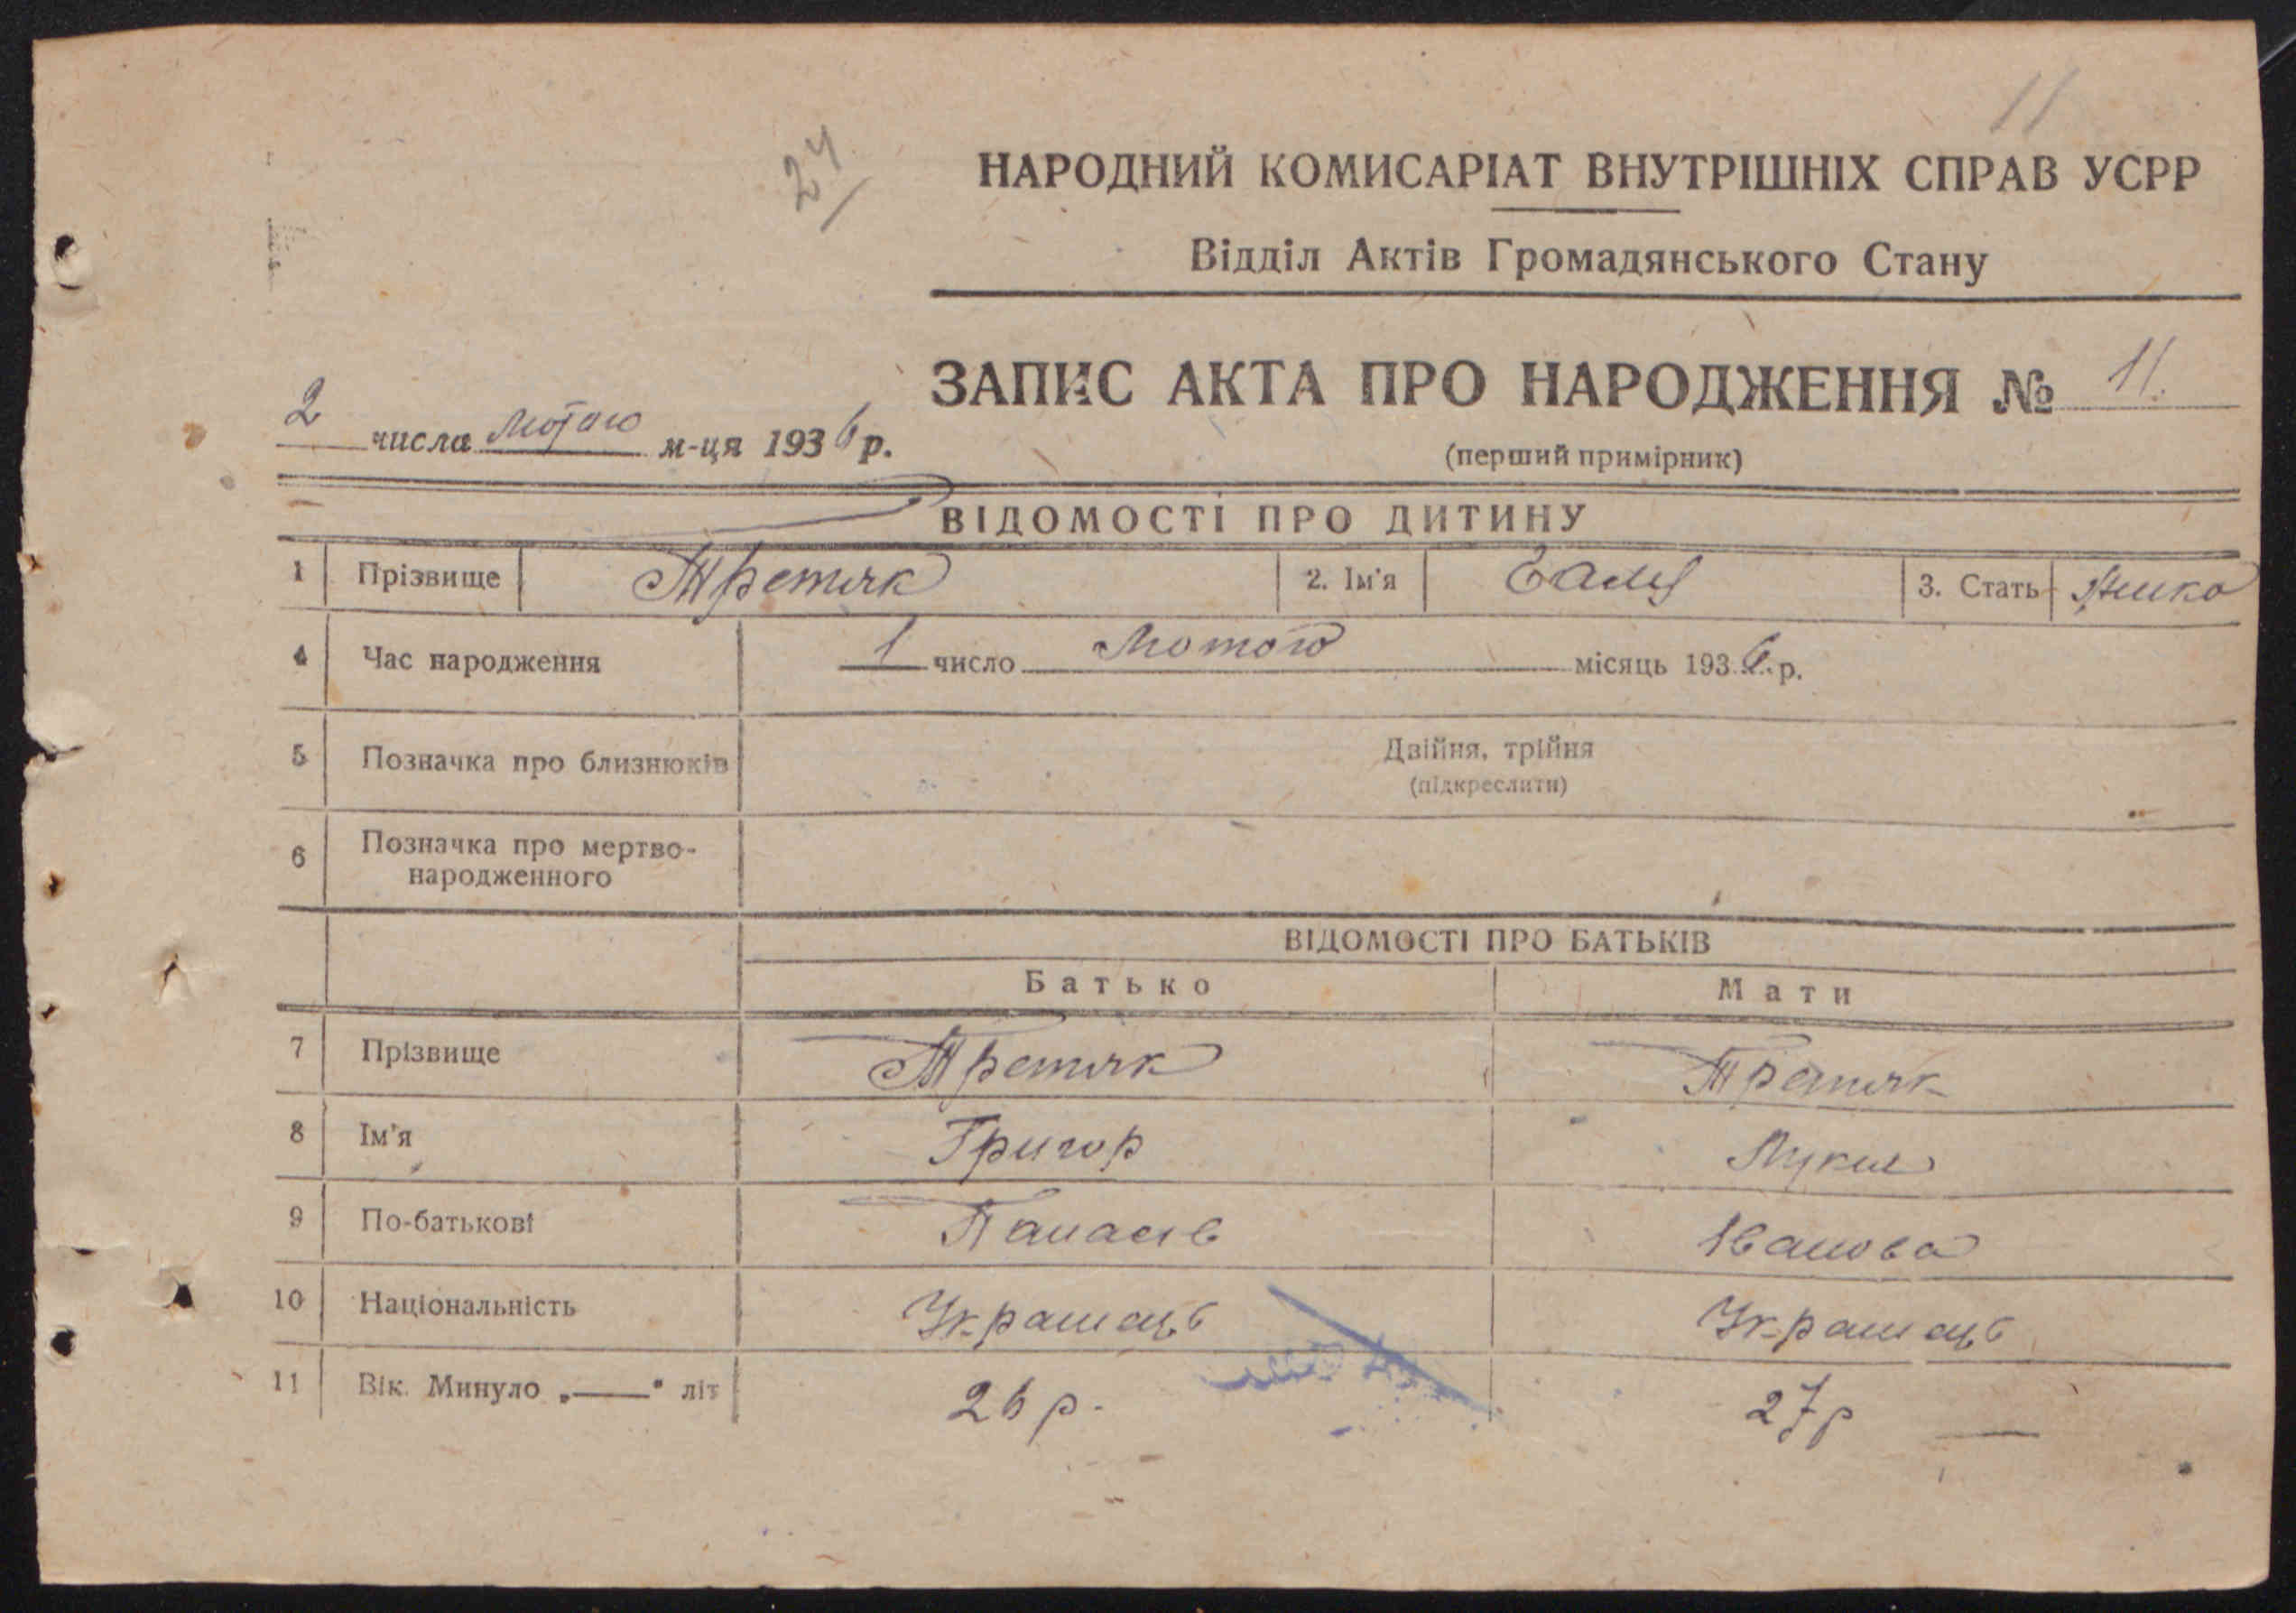 11
24
НАРОДНИЙ КОМИСАРІАТ ВНУТРІШНІХ СПРАВ УСРР
Відділ Актів Громадянського Стану
ЗАПИС АКТА ПРО НАРОДЖЕННЯ № 11.
2 числа Лютого м-ця 1936 р.
(перший примірник)
ВІДОМОСТІ ПРО ДИТИНУ
1 Прізвище Третяк 2. Ім'я 3. Стать
4 Час народження 1 число Лютого місяць 1936 р.
5 Позначка про близнюків Двійня, трійня
(підкреслити)
6 Позначка про мертво-
народженного
ВІДОМОСТІ ПРО БАТЬКІВ
Батько Мати
7 Прізвище Третяк Третяк
8 Ім'я Григор Лукия
9 По-батькові Панасів Іванова
10 Національність Українець Українець
11 Вік. Минуло „—" літ 26 р. 27 р